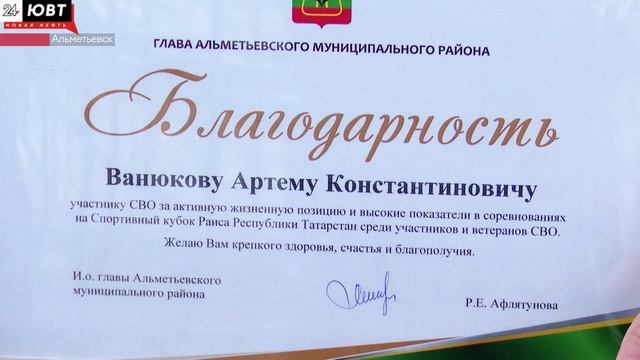 24 ЮВТ
НОВАЯ НЕФТЬ
Альметьевск
ГЛАВА АЛЬМЕТЬЕВСКОГО МУНИЦИПАЛЬНОГО РАЙОНА
Благодарность
Ванюкову Артему Константиновичу
участнику СВО за активную жизненную позицию и высокие показатели в соревнованиях
на Спортивный кубок Раиса Республики Татарстан среди участников и ветеранов СВО.
Желаю Вам крепкого здоровья, счастья и благополучия.
И.о. главы Альметьевского
муниципального района
Р.Е. Афлятунова